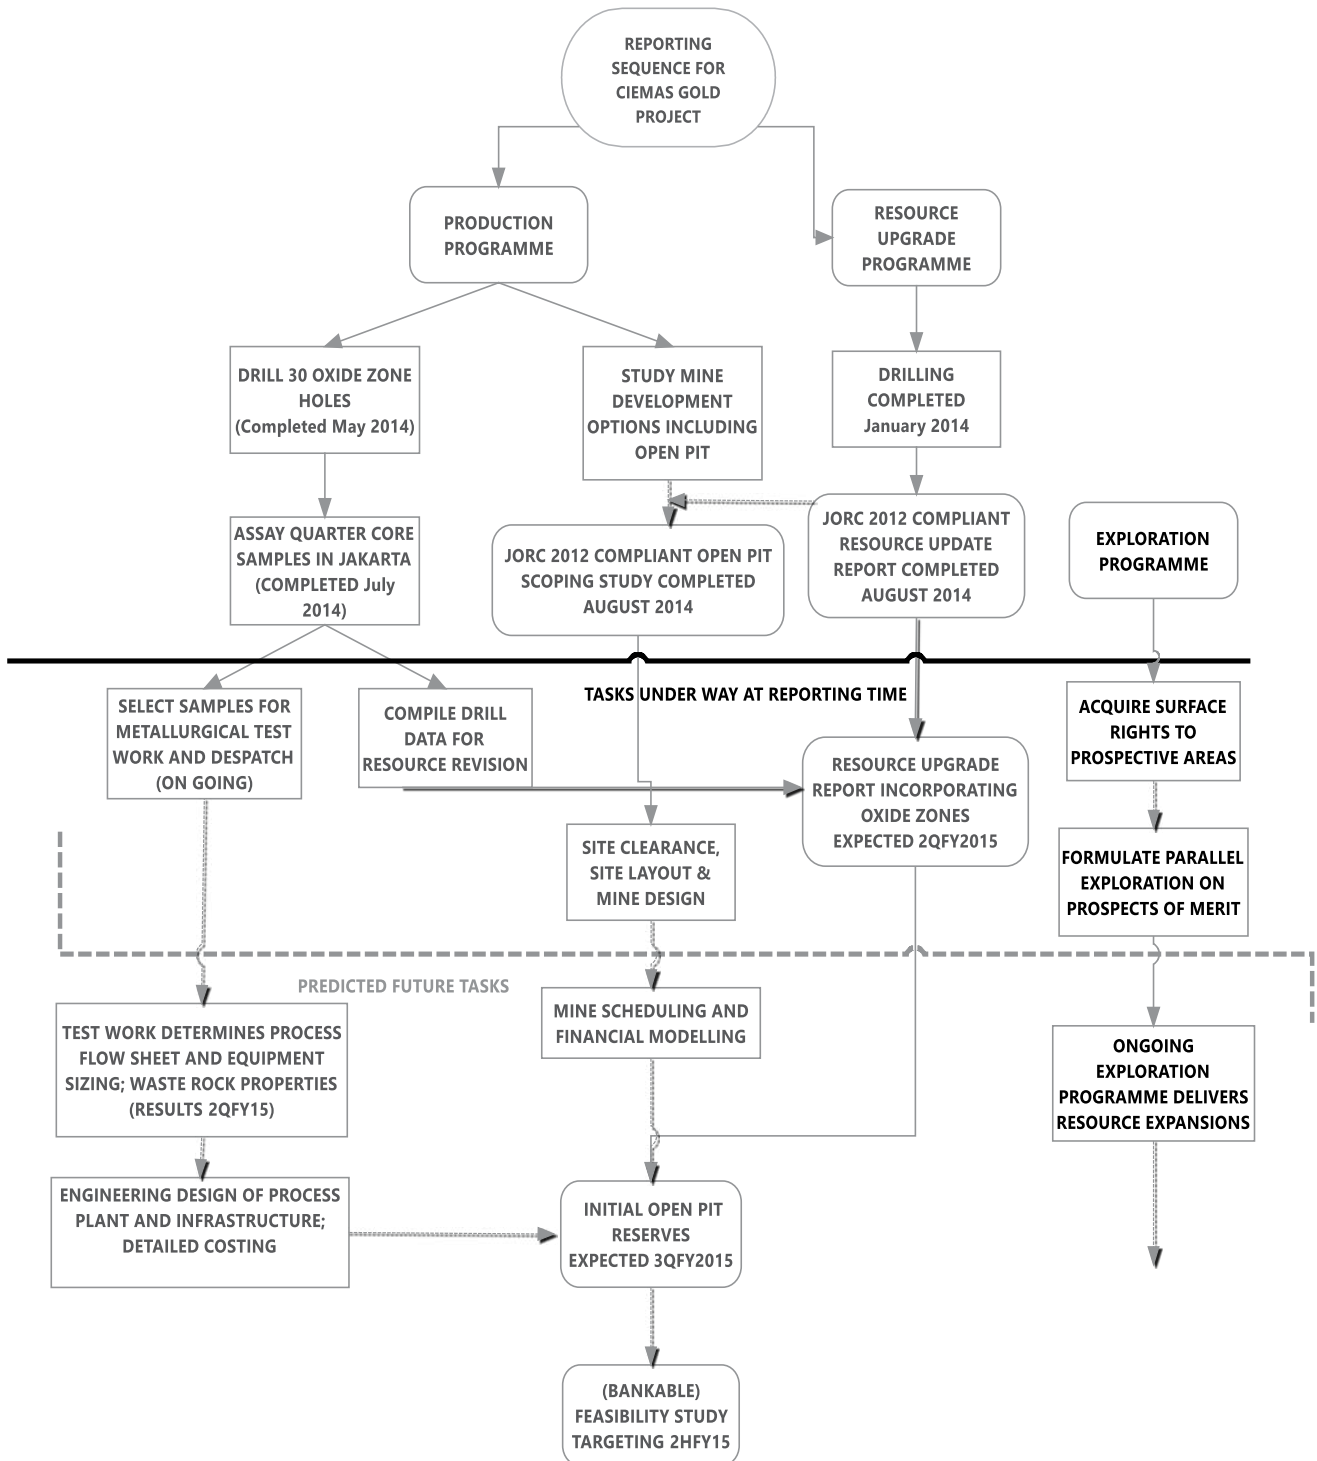 REPORTING
SEQUENCE FOR
CIEMAS GOLD
PROJECT
PRODUCTION
PROGRAMME
RESOURCE
UPGRADE
PROGRAMME
DRILL 30 OXIDE ZONE
HOLES
(Completed May 2014)
STUDY MINE
DEVELOPMENT
OPTIONS INCLUDING
OPEN PIT
DRILLING
COMPLETED
January 2014
ASSAY QUARTER CORE
SAMPLES IN JAKARTA
(COMPLETED July
2014)
JORC 2012 COMPLIANT OPEN PIT
SCOPING STUDY COMPLETED
AUGUST 2014
JORC 2012 COMPLIANT
RESOURCE UPDATE
REPORT COMPLETED
AUGUST 2014
EXPLORATION
PROGRAMME
TASKS UNDER WAY AT REPORTING TIME
SELECT SAMPLES FOR
METALLURGICAL TEST
WORK AND DESPATCH
(ON GOING)
COMPILE DRILL
DATA FOR
RESOURCE REVISION
RESOURCE UPGRADE
REPORT INCORPORATING
OXIDE ZONES
EXPECTED 2QFY2015
ACQUIRE SURFACE
RIGHTS TO
PROSPECTIVE AREAS
SITE CLEARANCE,
SITE LAYOUT &
MINE DESIGN
FORMULATE PARALLEL
EXPLORATION ON
PROSPECTS OF MERIT
PREDICTED FUTURE TASKS
TEST WORK DETERMINES PROCESS
FLOW SHEET AND EQUIPMENT
SIZING; WASTE ROCK PROPERTIES
(RESULTS 2QFY15)
MINE SCHEDULING AND
FINANCIAL MODELLING
ONGOING
EXPLORATION
PROGRAMME DELIVERS
RESOURCE EXPANSIONS
ENGINEERING DESIGN OF PROCESS
PLANT AND INFRASTRUCTURE;
DETAILED COSTING
INITIAL OPEN PIT
RESERVES
EXPECTED 3QFY2015
(BANKABLE)
FEASIBILITY STUDY
TARGETING 2HFY15